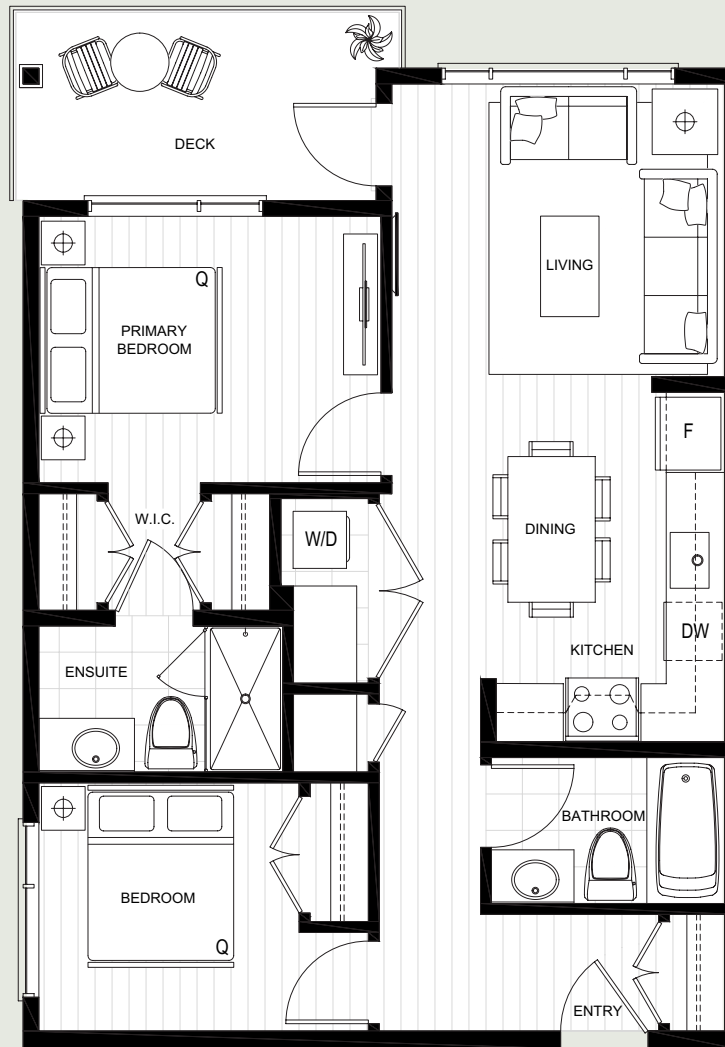 DECK
LIVING
Q
PRIMARY
BEDROOM
F
W.I.C.
W/D
DINING
DW
KITCHEN
ENSUITE
BATHROOM
BEDROOM
Q
ENTRY